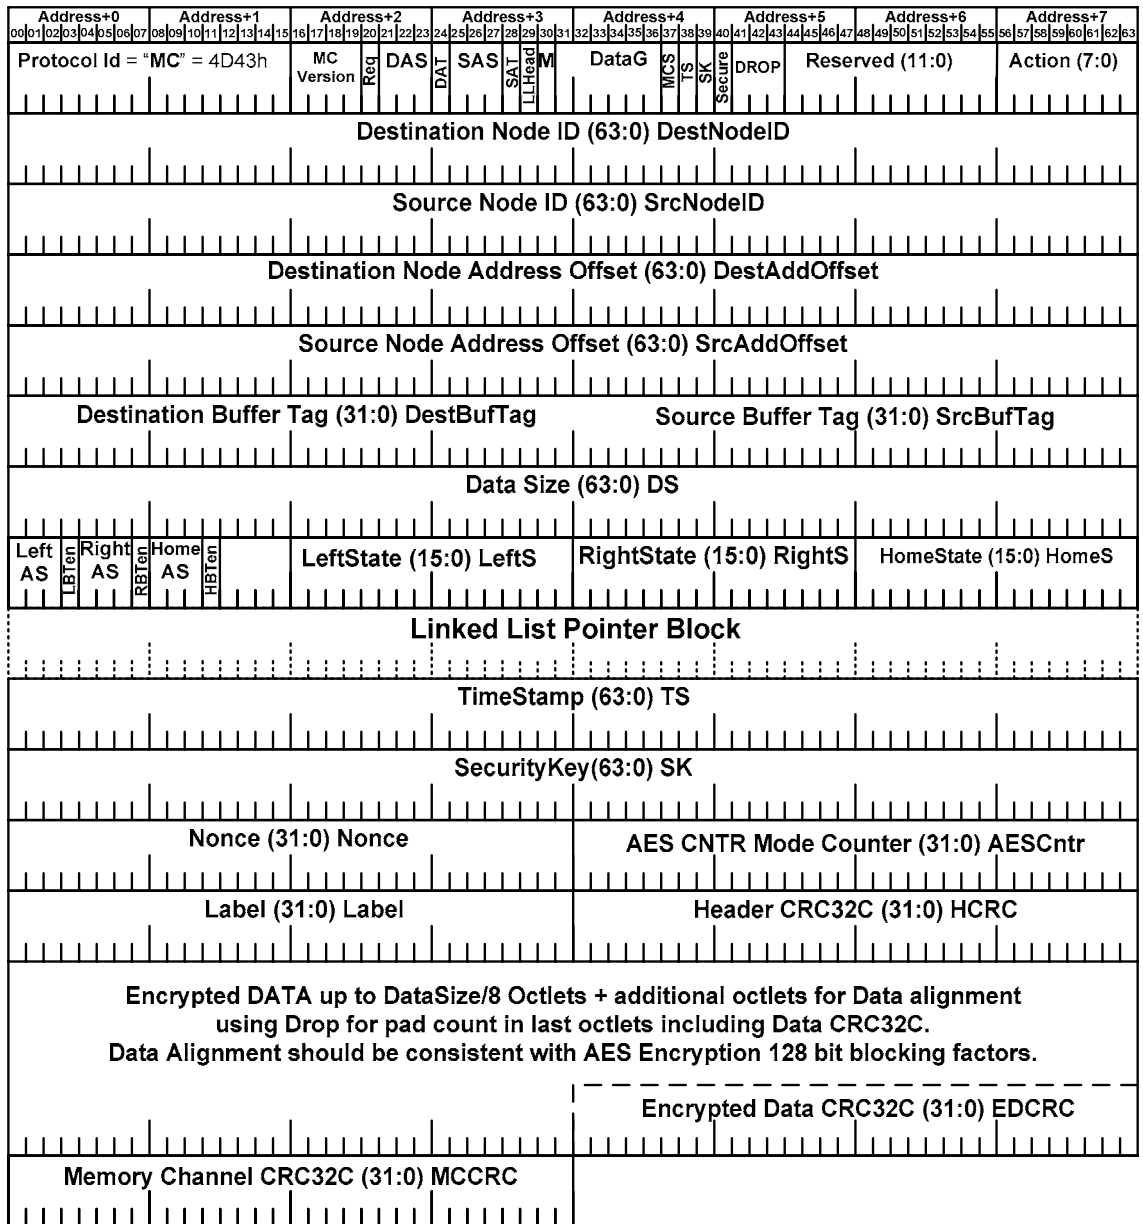 Address+0 Address+1 Address+2 Address+3 Address+4 Address+5 Address+6 Address+7
00 01 02 03 04 05 06 07 08 09 10 11 12 13 14 15 16 17 18 19 20 21 22 23 24 25 26 27 28 29 30 31 32 33 34 35 36 37 38 39 40 41 42 43 44 45 46 47 48 49 50 51 52 53 54 55 56 57 58 59 60 61 62 63
Protocol Id = “MC” = 4D43h MC Version Req DAS DAT SAS SAT LLHead M DataG MCS TS SK Secure DROP Reserved (11:0) Action (7:0)
Destination Node ID (63:0) DestNodeID
Source Node ID (63:0) SrcNodeID
Destination Node Address Offset (63:0) DestAddOffset
Source Node Address Offset (63:0) SrcAddOffset
Destination Buffer Tag (31:0) DestBufTag Source Buffer Tag (31:0) SrcBufTag
Data Size (63:0) DS
Left AS LBTen Right AS RBTen Home AS HBTen LeftState (15:0) LeftS RightState (15:0) RightS HomeState (15:0) HomeS
Linked List Pointer Block
TimeStamp (63:0) TS
SecurityKey(63:0) SK
Nonce (31:0) Nonce AES CNTR Mode Counter (31:0) AESCntr
Label (31:0) Label Header CRC32C (31:0) HCRC
Encrypted DATA up to DataSize/8 Octlets + additional octlets for Data alignment
using Drop for pad count in last octlets including Data CRC32C.
Data Alignment should be consistent with AES Encryption 128 bit blocking factors.
Encrypted Data CRC32C (31:0) EDCRC
Memory Channel CRC32C (31:0) MCCRC